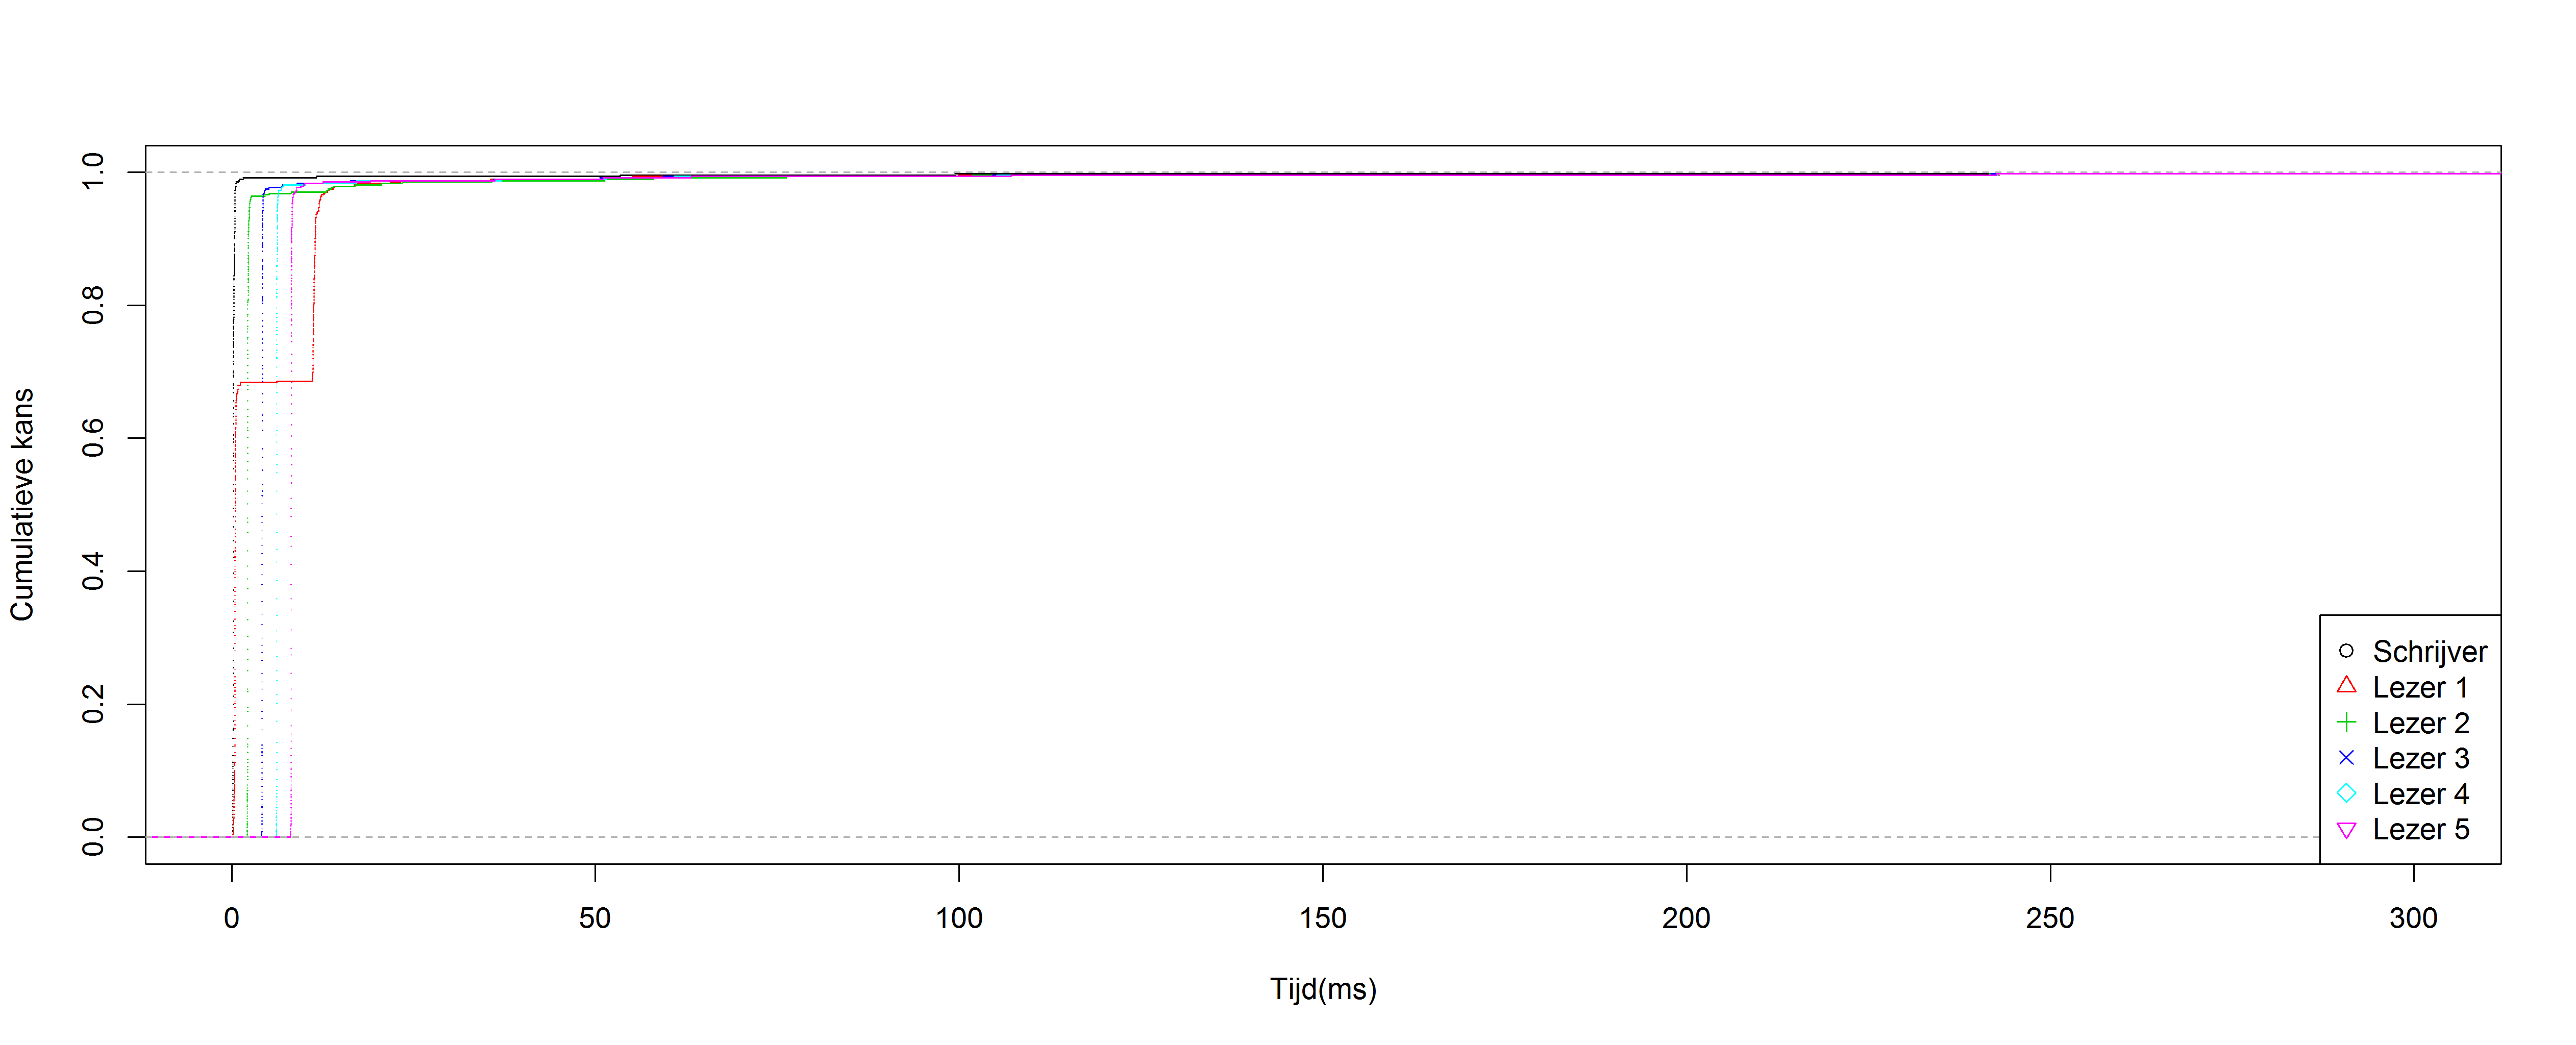 Cumulatieve kans
1.0
0.8
0.6
0.4
0.2
0.0
Schrijver
Lezer 1
Lezer 2
Lezer 3
Lezer 4
Lezer 5
0 50 100 150 200 250 300
Tijd(ms)